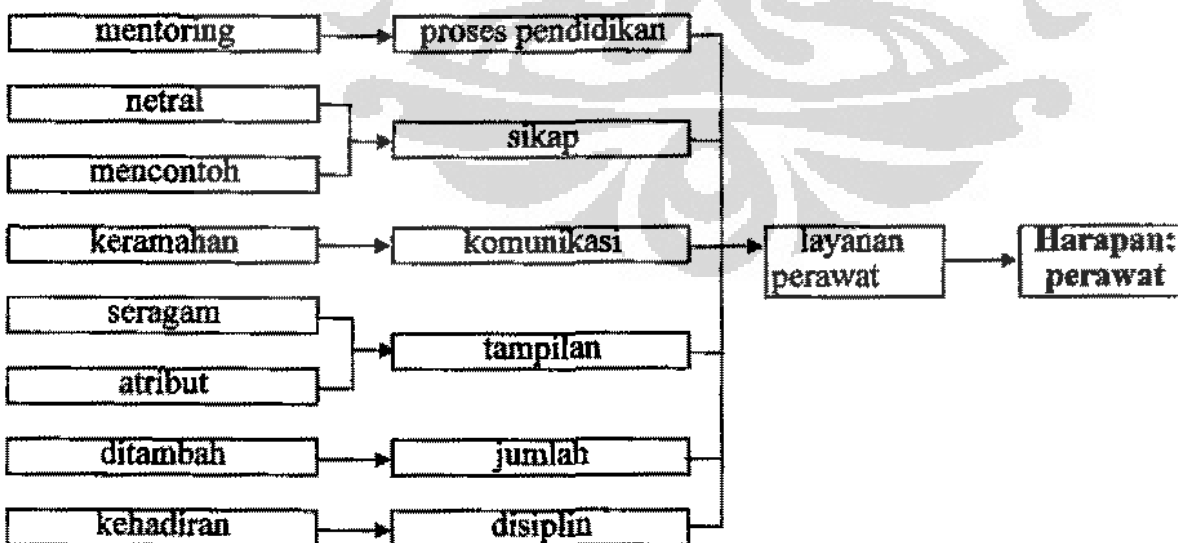 mentoring
proses pendidikan
netral
sikap
mencontoh
keramahan
komunikasi
layanan
perawat
Harapan:
perawat
seragam
tampilan
atribut
ditambah
jumlah
kehadiran
disiplin